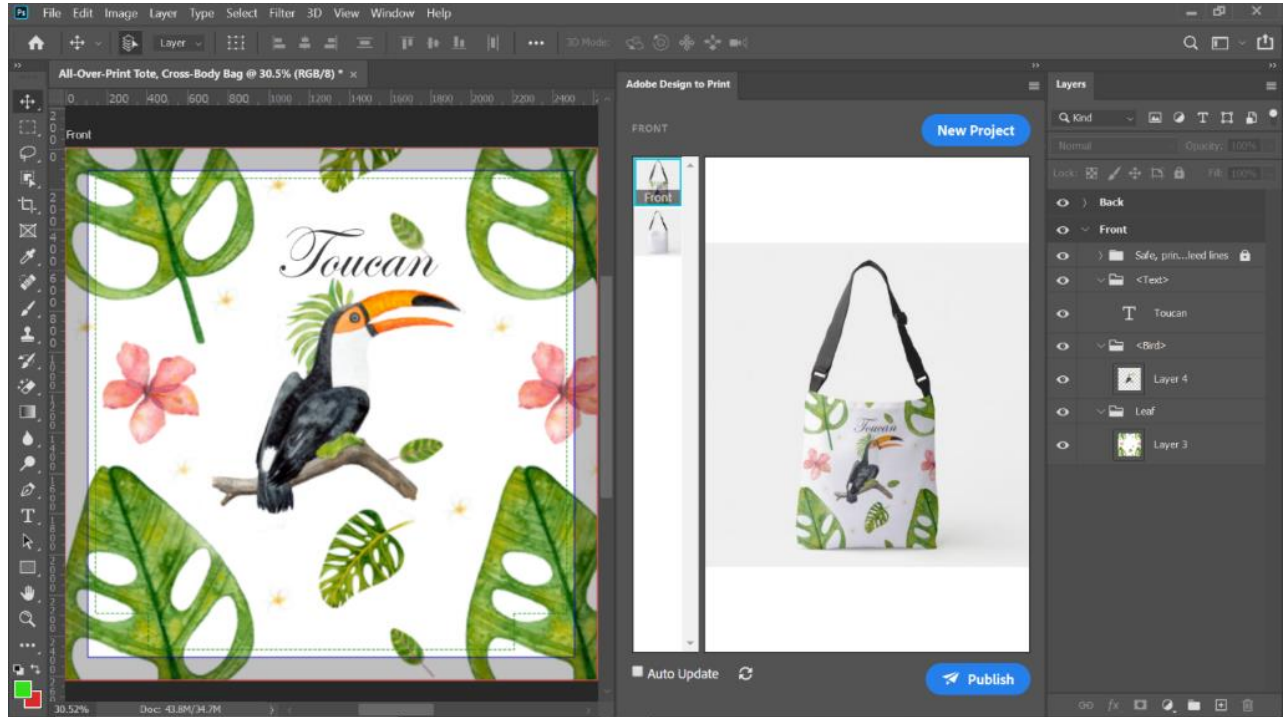 Ps File Edit Image Layer Type Select Filter 3D View Window Help
Layer 3D Mode:
All-Over-Print Tote, Cross-Body Bag @ 30.5% (RGB/8) * ×
0 200 400 600 800 1000 1200 1400 1600 1800 2000 2200 2400
Front
Toucan
30.52% Doc: 43.8M/34.7M
Adobe Design to Print
FRONT
New Project
Front
Toucan
Auto Update
Publish
Layers
Kind
Normal Opacity: 100%
Lock: Fill: 100%
Back
Front
Safe, prin...leed lines
<Text>
T Toucan
<Bird>
Layer 4
Leaf
Layer 3
fx